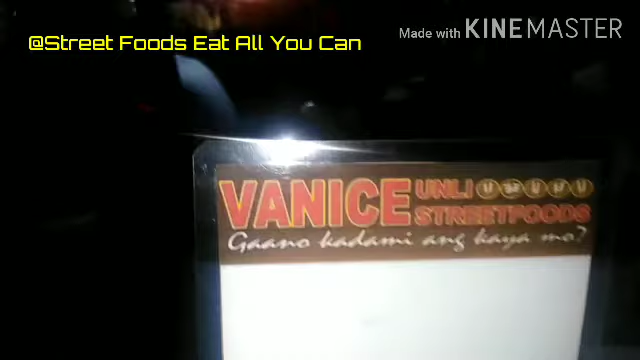 @Street Foods Eat All You Can
Made with KINEMASTER
VANICE
UNLI
STREETFOODS
Gaano kadami ang kaya mo?